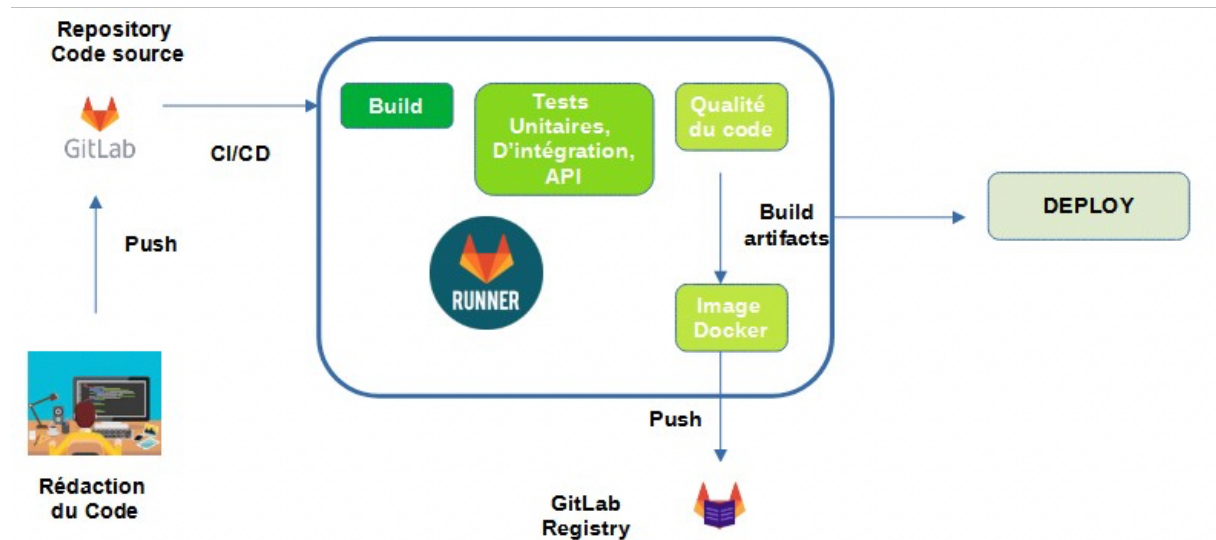 Repository
Code source
GitLab
CI/CD
Push
Rédaction
du Code
Build
Tests
Unitaires,
D'intégration,
API
Qualité
du code
RUNNER
Build
artifacts
Image
Docker
Push
GitLab
Registry
DEPLOY